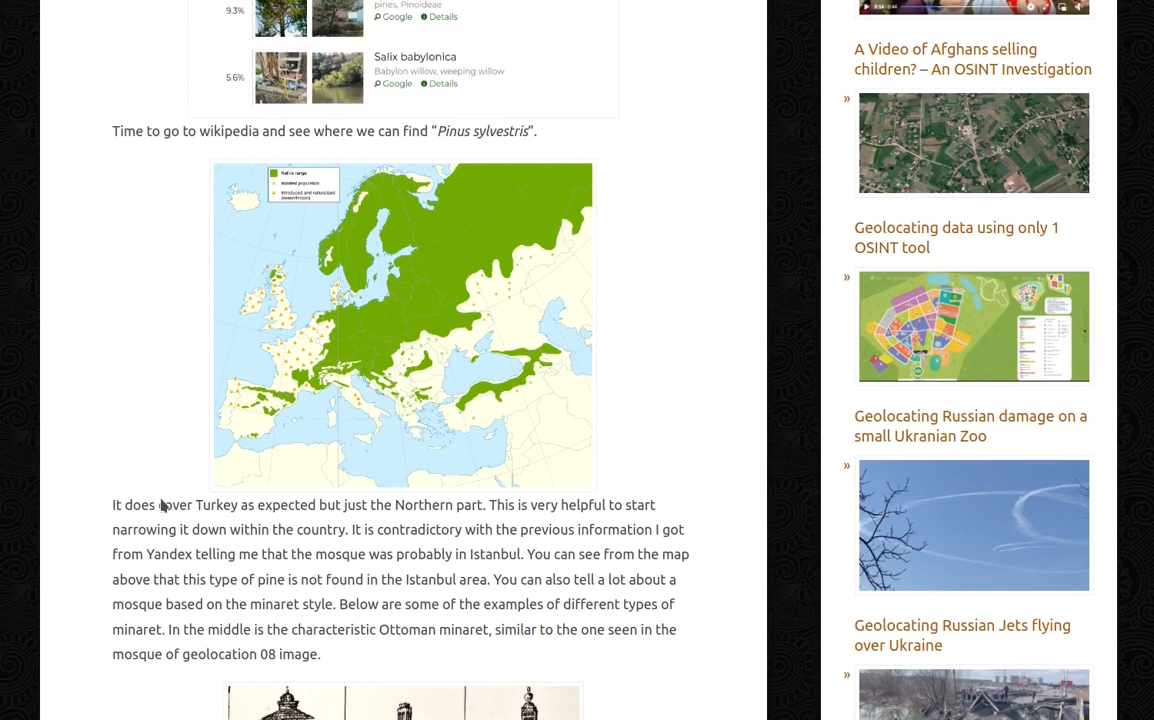 9.3%
pines, Pinoideae
Google Details
5.6%
Salix babylonica
Babylon willow, weeping willow
Google Details
Time to go to wikipedia and see where we can find “Pinus sylvestris”.
Native range
Isolated population
Introduced and naturalized
(synanthropic)
It does cover Turkey as expected but just the Northern part. This is very helpful to start
narrowing it down within the country. It is contradictory with the previous information I got
from Yandex telling me that the mosque was probably in Istanbul. You can see from the map
above that this type of pine is not found in the Istanbul area. You can also tell a lot about a
mosque based on the minaret style. Below are some of the examples of different types of
minaret. In the middle is the characteristic Ottoman minaret, similar to the one seen in the
mosque of geolocation 08 image.
A Video of Afghans selling
children? – An OSINT Investigation
»
Geolocating data using only 1
OSINT tool
»
Geolocating Russian damage on a
small Ukranian Zoo
»
Geolocating Russian Jets flying
over Ukraine
»